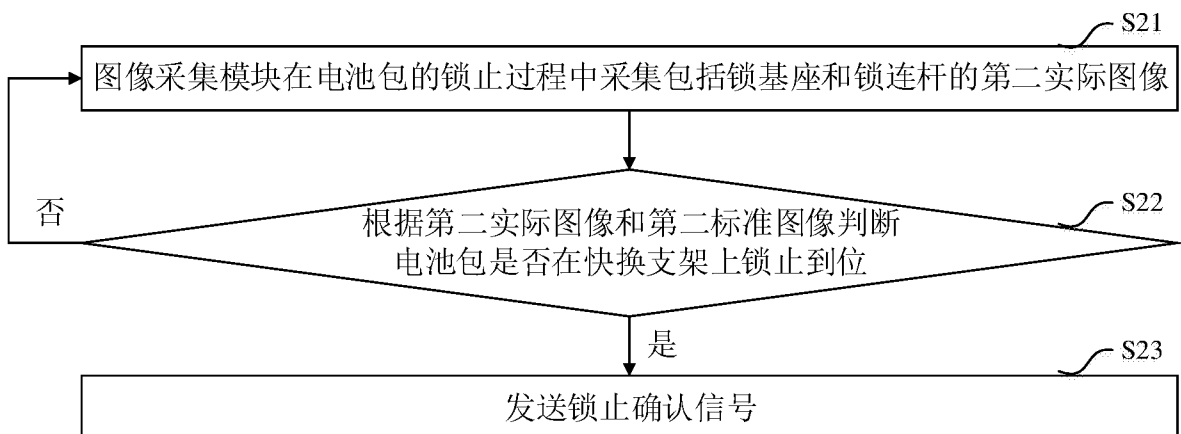 S21
图像采集模块在电池包的锁止过程中采集包括锁基座和锁连杆的第二实际图像
否
S22
根据第二实际图像和第二标准图像判断
电池包是否在快换支架上锁止到位
是
S23
发送锁止确认信号